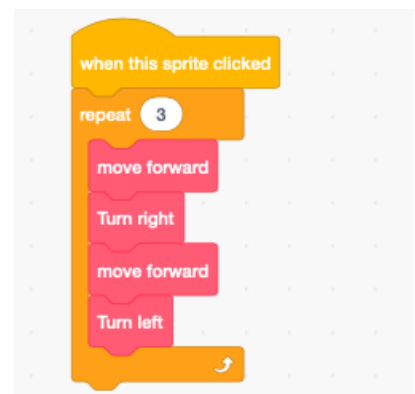 when this sprite clicked
repeat 3
move forward
Turn right
move forward
Turn left